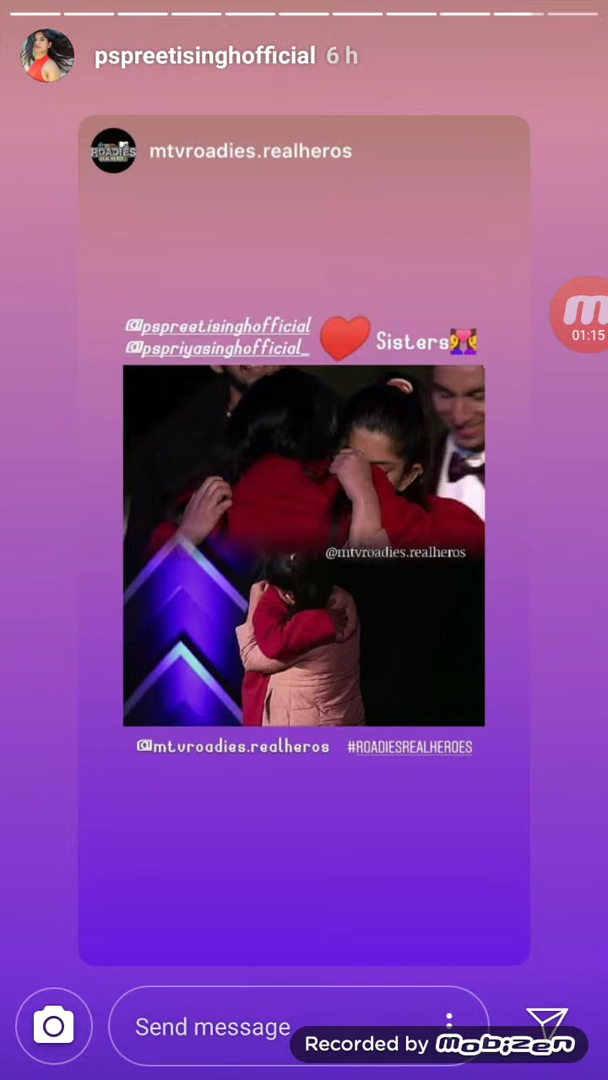 pspreetisinghofficial 6 h
ROADIES
mtvroadies.realheros
@pspreetisinghofficial
@pspriyasinghofficial_
Sisters
01:15
@mtvroadies.realheros
@mtvroadies.realheros #ROADIESREALHEROES
Send message
Recorded by mobizen